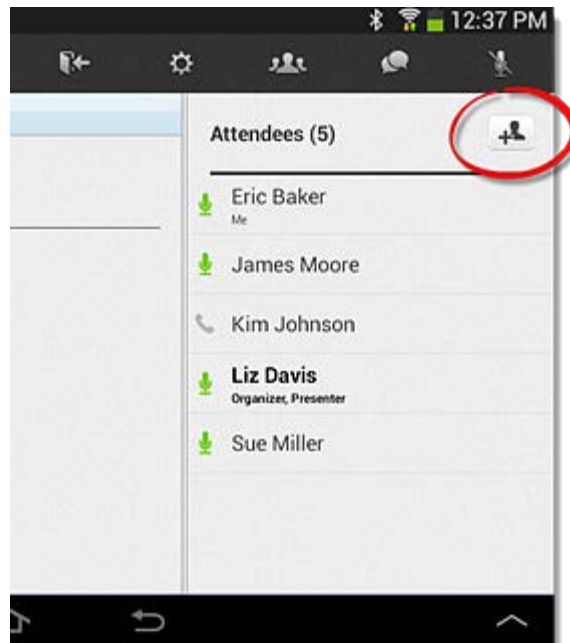 12:37 PM
Attendees (5)
Eric Baker
Me
James Moore
Kim Johnson
Liz Davis
Organizer, Presenter
Sue Miller